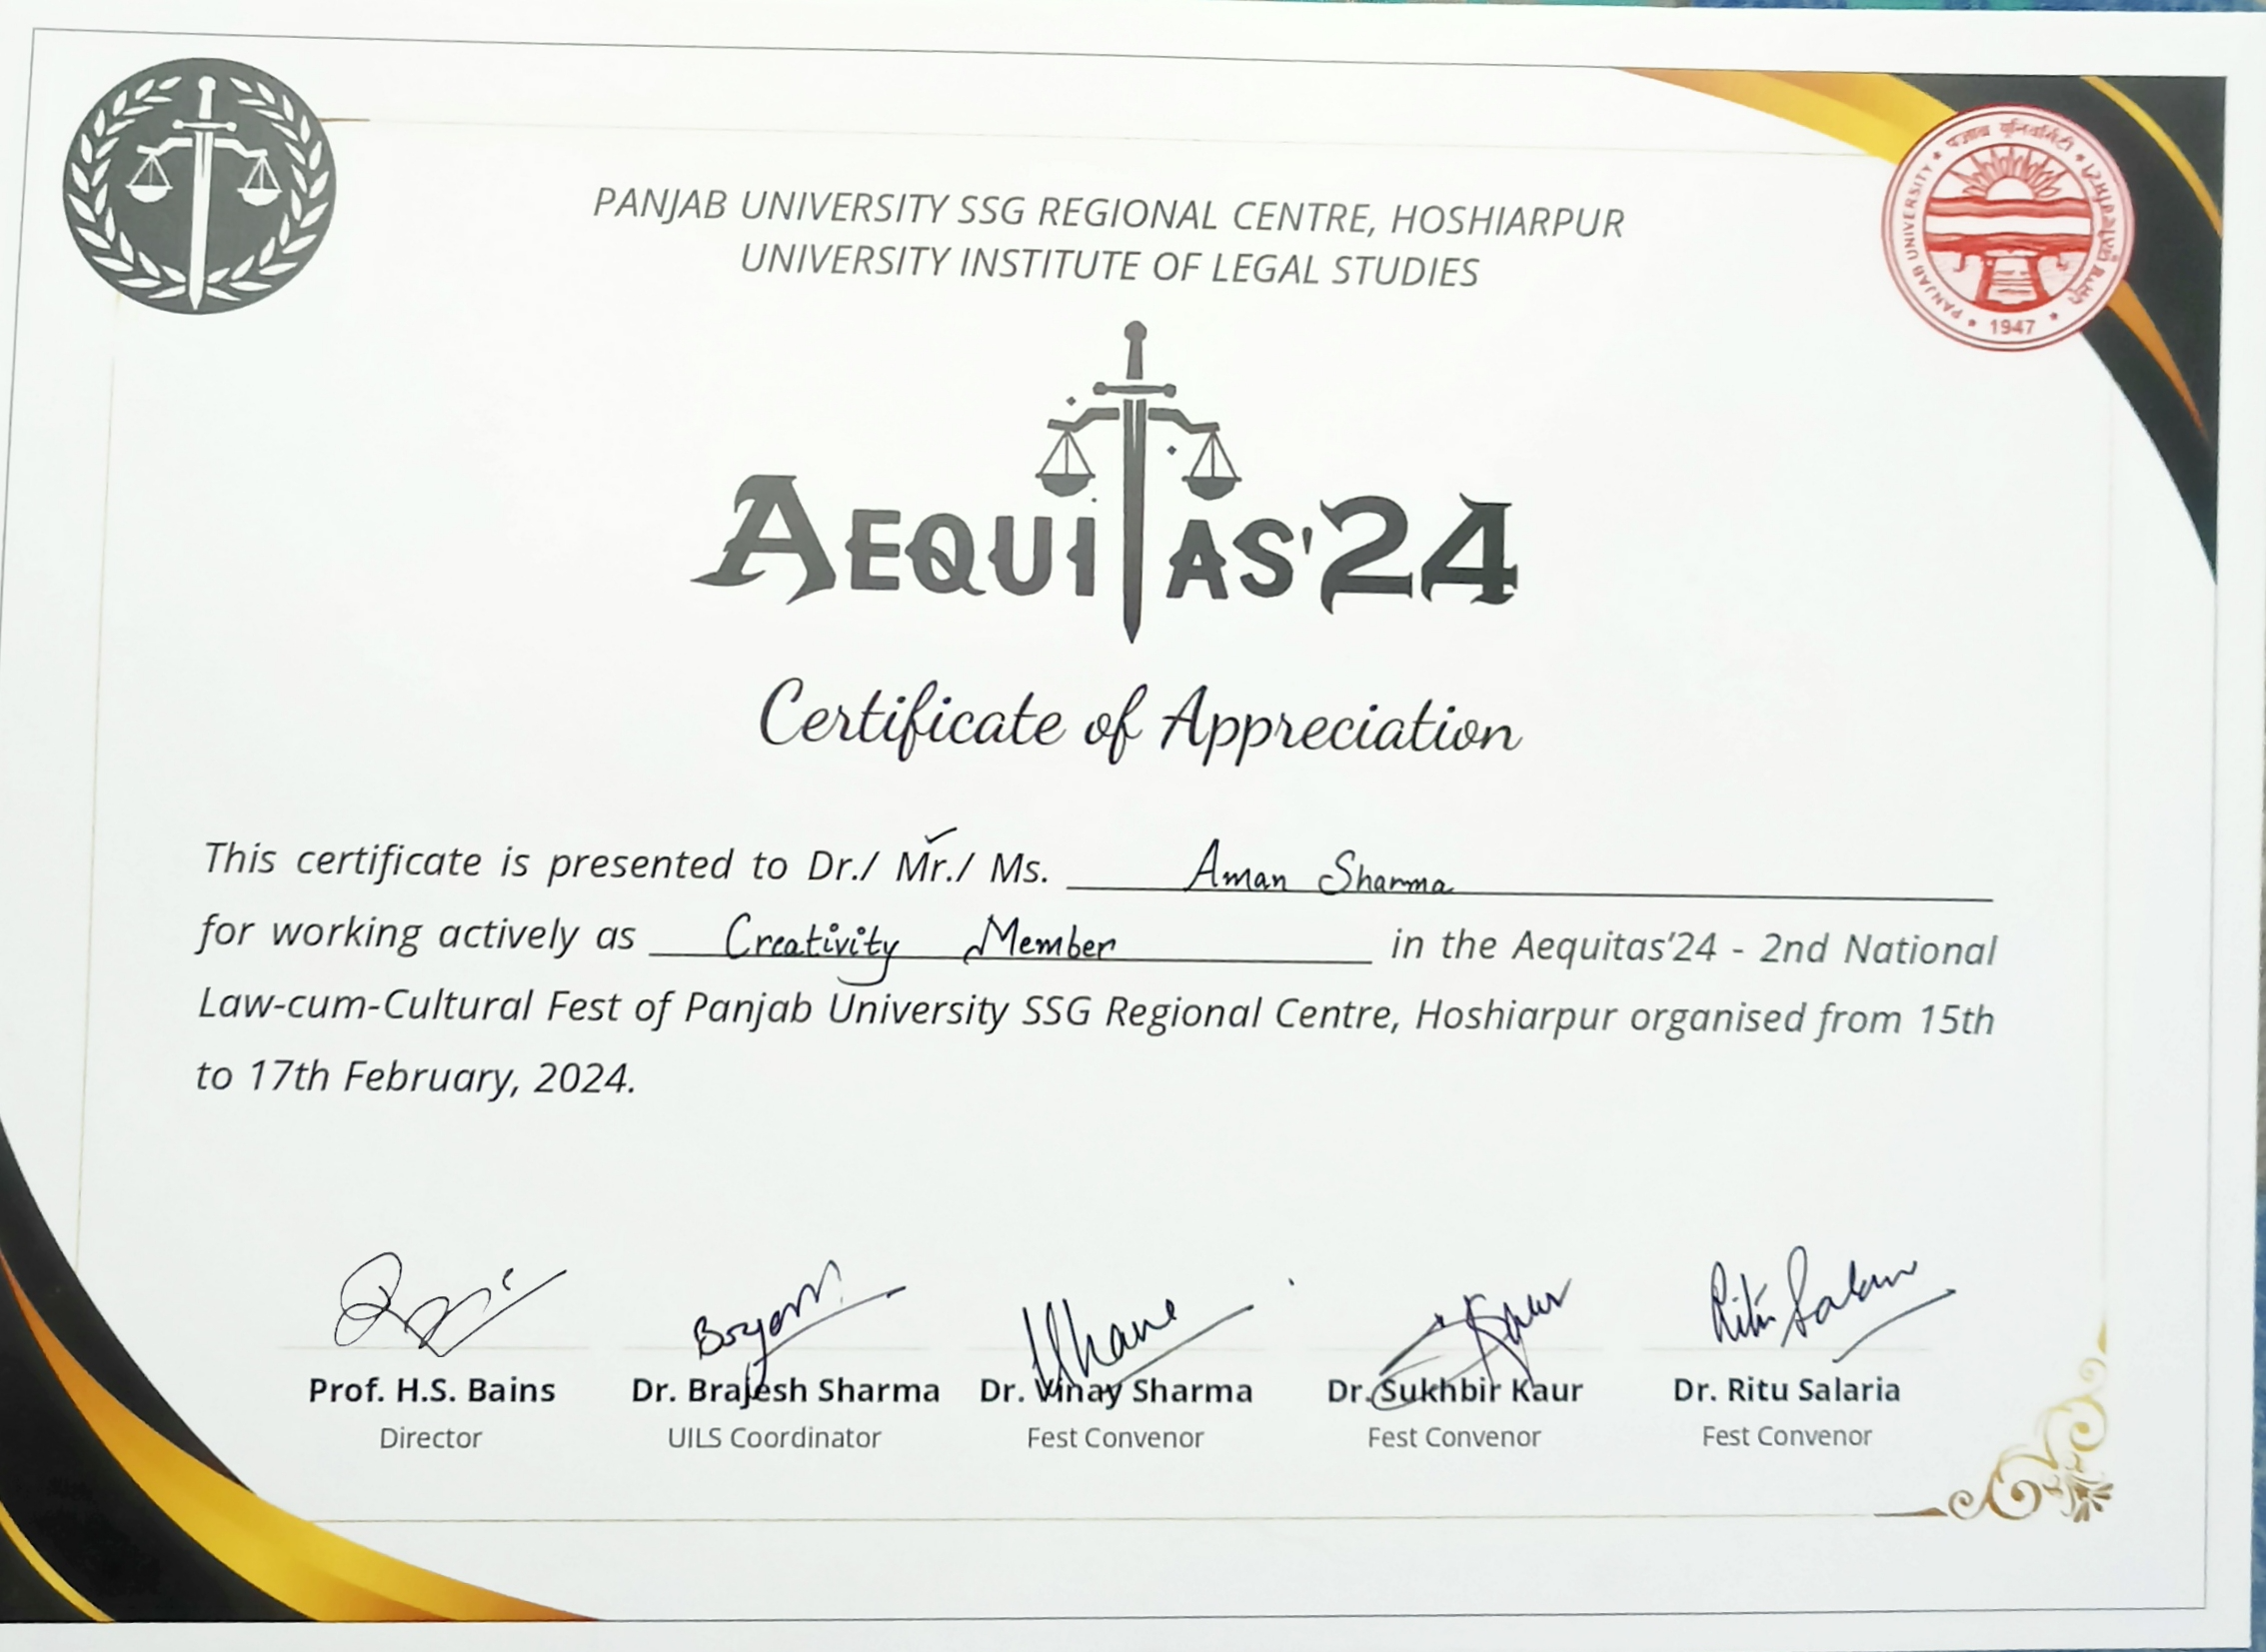 PANJAB UNIVERSITY SSG REGIONAL CENTRE, HOSHIARPUR
UNIVERSITY INSTITUTE OF LEGAL STUDIES
पंजाब यूनिवर्सिटी
PANJAB UNIVERSITY
1947
AEQUITAS'24
Certificate of Appreciation
This certificate is presented to Dr./ Mr./ Ms. Aman Sharma
for working actively as Creativity Member in the Aequitas'24 - 2nd National
Law-cum-Cultural Fest of Panjab University SSG Regional Centre, Hoshiarpur organised from 15th
to 17th February, 2024.
Ritu Salaria
Prof. H.S. Bains Dr. Brajesh Sharma Dr. Vinay Sharma Dr. Sukhbir Kaur Dr. Ritu Salaria
Director UILS Coordinator Fest Convenor Fest Convenor Fest Convenor